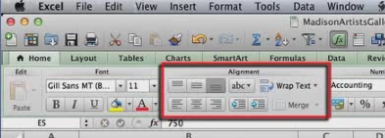 Excel File Edit View Insert Format Tools Data Window
MadisonArtistsGall
Home Layout Tables Charts SmartArt Formulas Data Revi
Edit Font Alignment Num
Paste Gill Sans MT (B... 11 abc Wrap Text Accounting
B I U A Merge %
E5 fx 750
A B